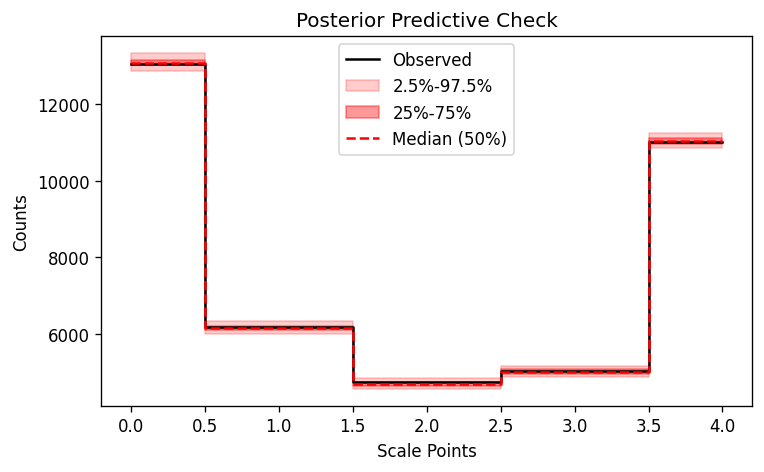 Posterior Predictive Check
Observed
2.5%-97.5%
25%-75%
Median (50%)
Counts
12000
10000
8000
6000
0.0 0.5 1.0 1.5 2.0 2.5 3.0 3.5 4.0
Scale Points